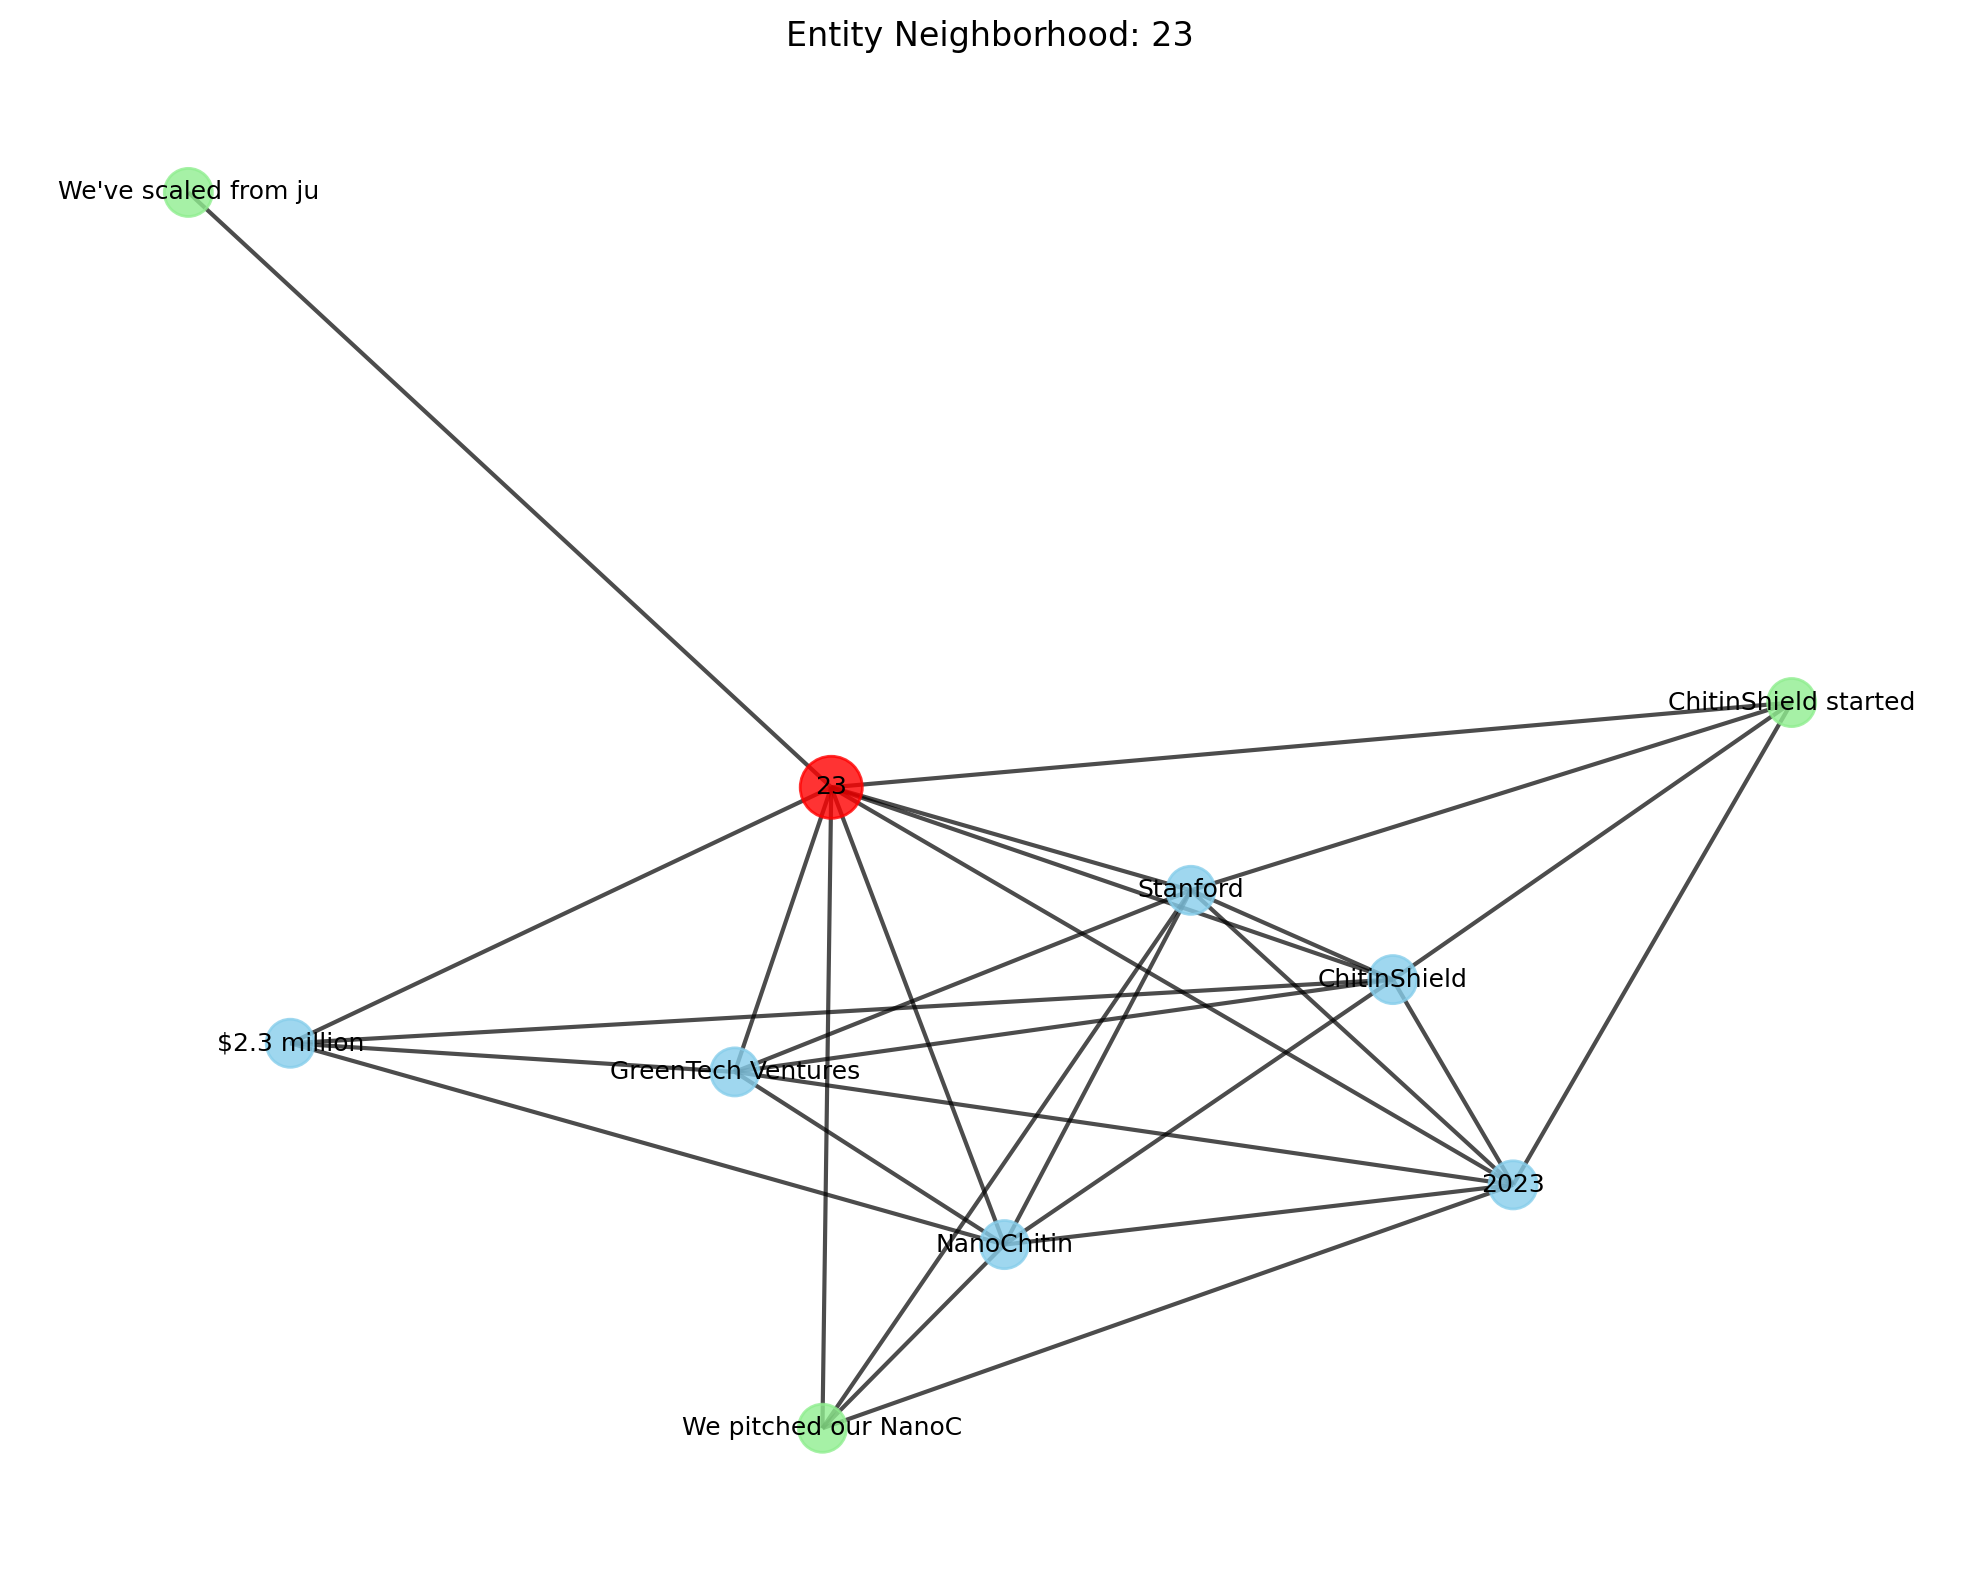 Entity Neighborhood: 23
We've scaled from ju
ChitinShield started
23
Stanford
ChitinShield
$2.3 million
GreenTech Ventures
2023
NanoChitin
We pitched our NanoC